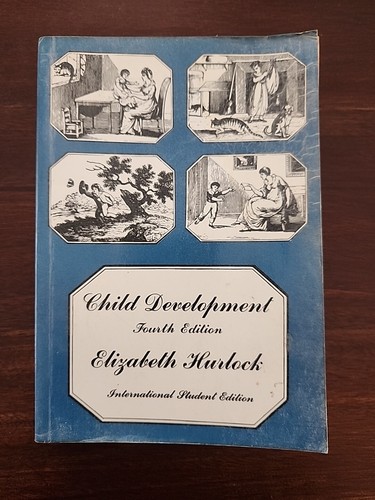 Child Development
Fourth Edition
Elizabeth Hurlock
International Student Edition